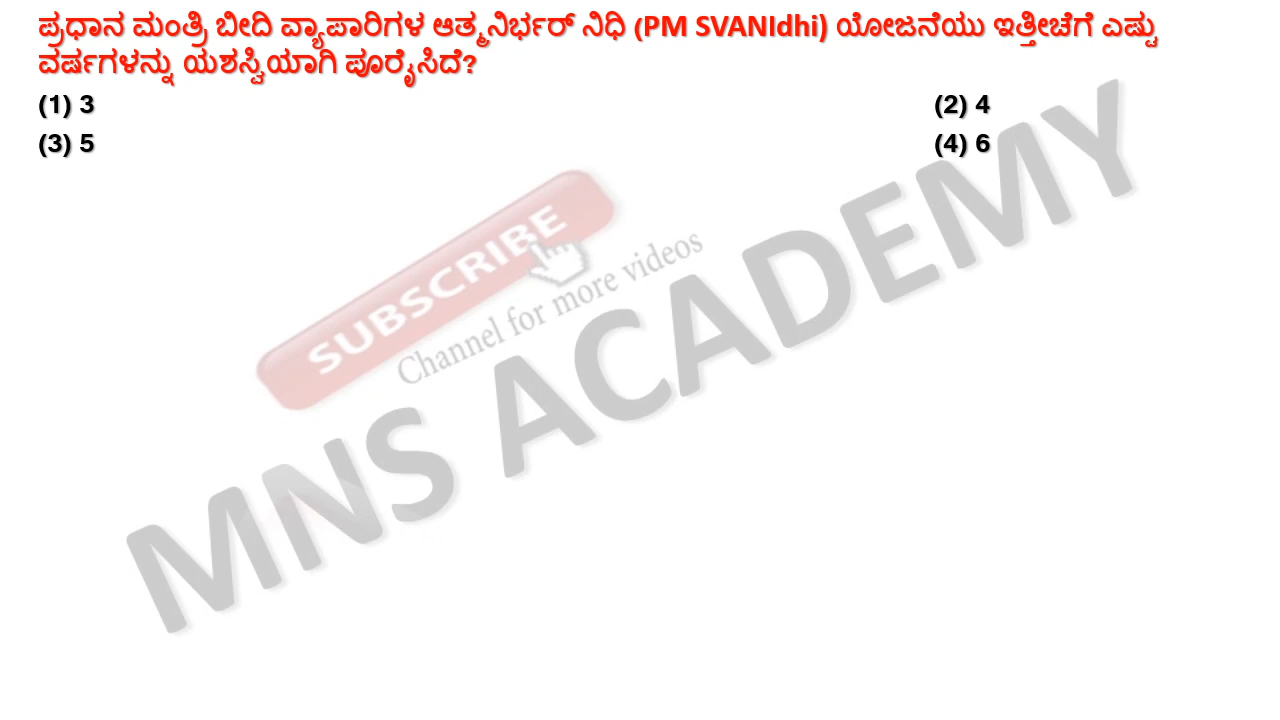 ಪ್ರಧಾನ ಮಂತ್ರಿ ಬೀದಿ ವ್ಯಾಪಾರಿಗಳ ಆತ್ಮನಿರ್ಭರ್ ನಿಧಿ (PM SVANIdhi) ಯೋಜನೆಯು ಇತ್ತೀಚೆಗೆ ಎಷ್ಟು
ವರ್ಷಗಳನ್ನು ಯಶಸ್ವಿಯಾಗಿ ಪೂರೈಸಿದೆ?
(1) 3 (2) 4
(3) 5 (4) 6
SUBSCRIBE
Channel for more videos
MNS ACADEMY